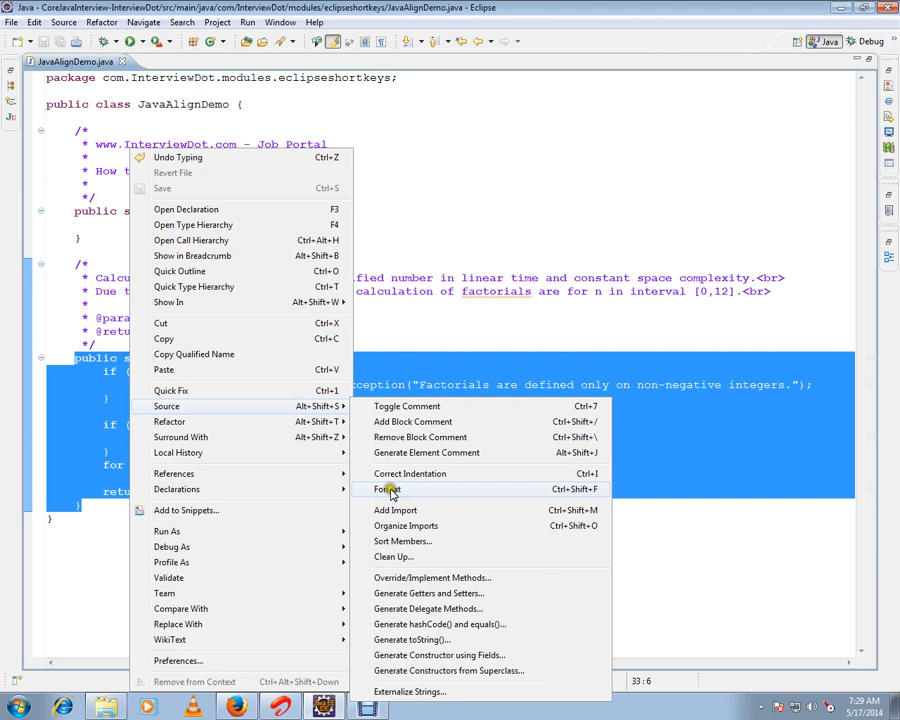 Java - CoreJavaInterview-InterviewDot/src/main/java/com/InterviewDot/modules/eclipseshortkeys/JavaAlignDemo.java - Eclipse
File Edit Source Refactor Navigate Search Project Run Window Help
Java Debug
JavaAlignDemo.java
package com.InterviewDot.modules.eclipseshortkeys;
public class JavaAlignDemo {
/*
* www.InterviewDot.com - Job Portal
*
* How t
*
*/
public s
}
/*
* Calcu ified number in linear time and constant space complexity.<br>
* Due t calculation of factorials are for n in interval [0,12].<br>
*
* @para
* @retu
*/
public s
if (
xception("Factorials are defined only on non-negative integers.");
}
if (
}
for
return
}
}
Undo Typing Ctrl+Z
Revert File
Save Ctrl+S
Open Declaration F3
Open Type Hierarchy F4
Open Call Hierarchy Ctrl+Alt+H
Show in Breadcrumb Alt+Shift+B
Quick Outline Ctrl+O
Quick Type Hierarchy Ctrl+T
Show In Alt+Shift+W
Cut Ctrl+X
Copy Ctrl+C
Copy Qualified Name
Paste Ctrl+V
Quick Fix Ctrl+1
Source Alt+Shift+S
Refactor Alt+Shift+T
Surround With Alt+Shift+Z
Local History
References
Declarations
Add to Snippets...
Run As
Debug As
Profile As
Validate
Team
Compare With
Replace With
WikiText
Preferences...
Remove from Context Ctrl+Alt+Shift+Down
Toggle Comment Ctrl+7
Add Block Comment Ctrl+Shift+/
Remove Block Comment Ctrl+Shift+\
Generate Element Comment Alt+Shift+J
Correct Indentation Ctrl+I
Format Ctrl+Shift+F
Add Import Ctrl+Shift+M
Organize Imports Ctrl+Shift+O
Sort Members...
Clean Up...
Override/Implement Methods...
Generate Getters and Setters...
Generate Delegate Methods...
Generate hashCode() and equals()...
Generate toString()...
Generate Constructor using Fields...
Generate Constructors from Superclass...
Externalize Strings...
33 : 6
7:29 AM
5/17/2014